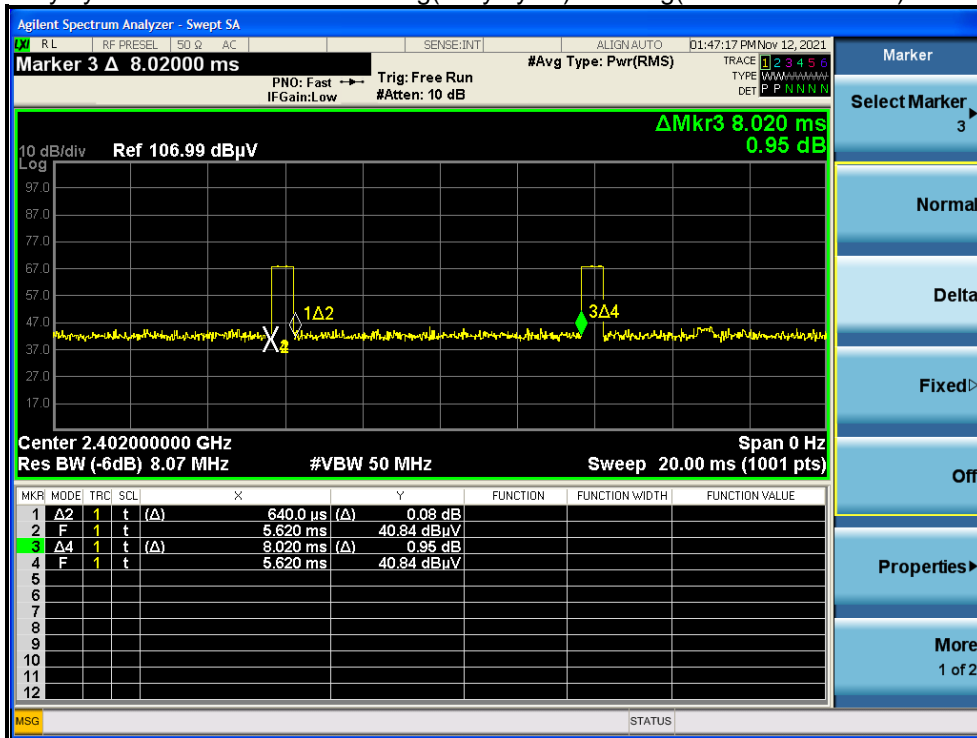 Agilent Spectrum Analyzer - Swept SA
LXI RL RF PRESEL 50 Ω AC SENSE:INT ALIGN AUTO 01:47:17 PM Nov 12, 2021
Marker 3 Δ 8.02000 ms
#Avg Type: Pwr(RMS)
TRACE 1 2 3 4 5 6
PNO: Fast
Trig: Free Run
TYPE
IFGain:Low
#Atten: 10 dB
DET P P N N N N
ΔMkr3 8.020 ms
0.95 dB
10 dB/div Ref 106.99 dBµV
Log
97.0
87.0
77.0
67.0
57.0
47.0
37.0
27.0
17.0
1Δ2
3Δ4
2
Center 2.402000000 GHz Span 0 Hz
Res BW (-6dB) 8.07 MHz #VBW 50 MHz Sweep 20.00 ms (1001 pts)
MKR MODE TRC SCL X Y FUNCTION FUNCTION WIDTH FUNCTION VALUE
1 Δ2 1 t (Δ) 640.0 µs (Δ) 0.08 dB
2 F 1 t 5.620 ms 40.84 dBµV
3 Δ4 1 t (Δ) 8.020 ms (Δ) 0.95 dB
4 F 1 t 5.620 ms 40.84 dBµV
5
6
7
8
9
10
11
12
MSG STATUS
Marker
Select Marker
3
Normal
Delta
Fixed
Off
Properties
More
1 of 2